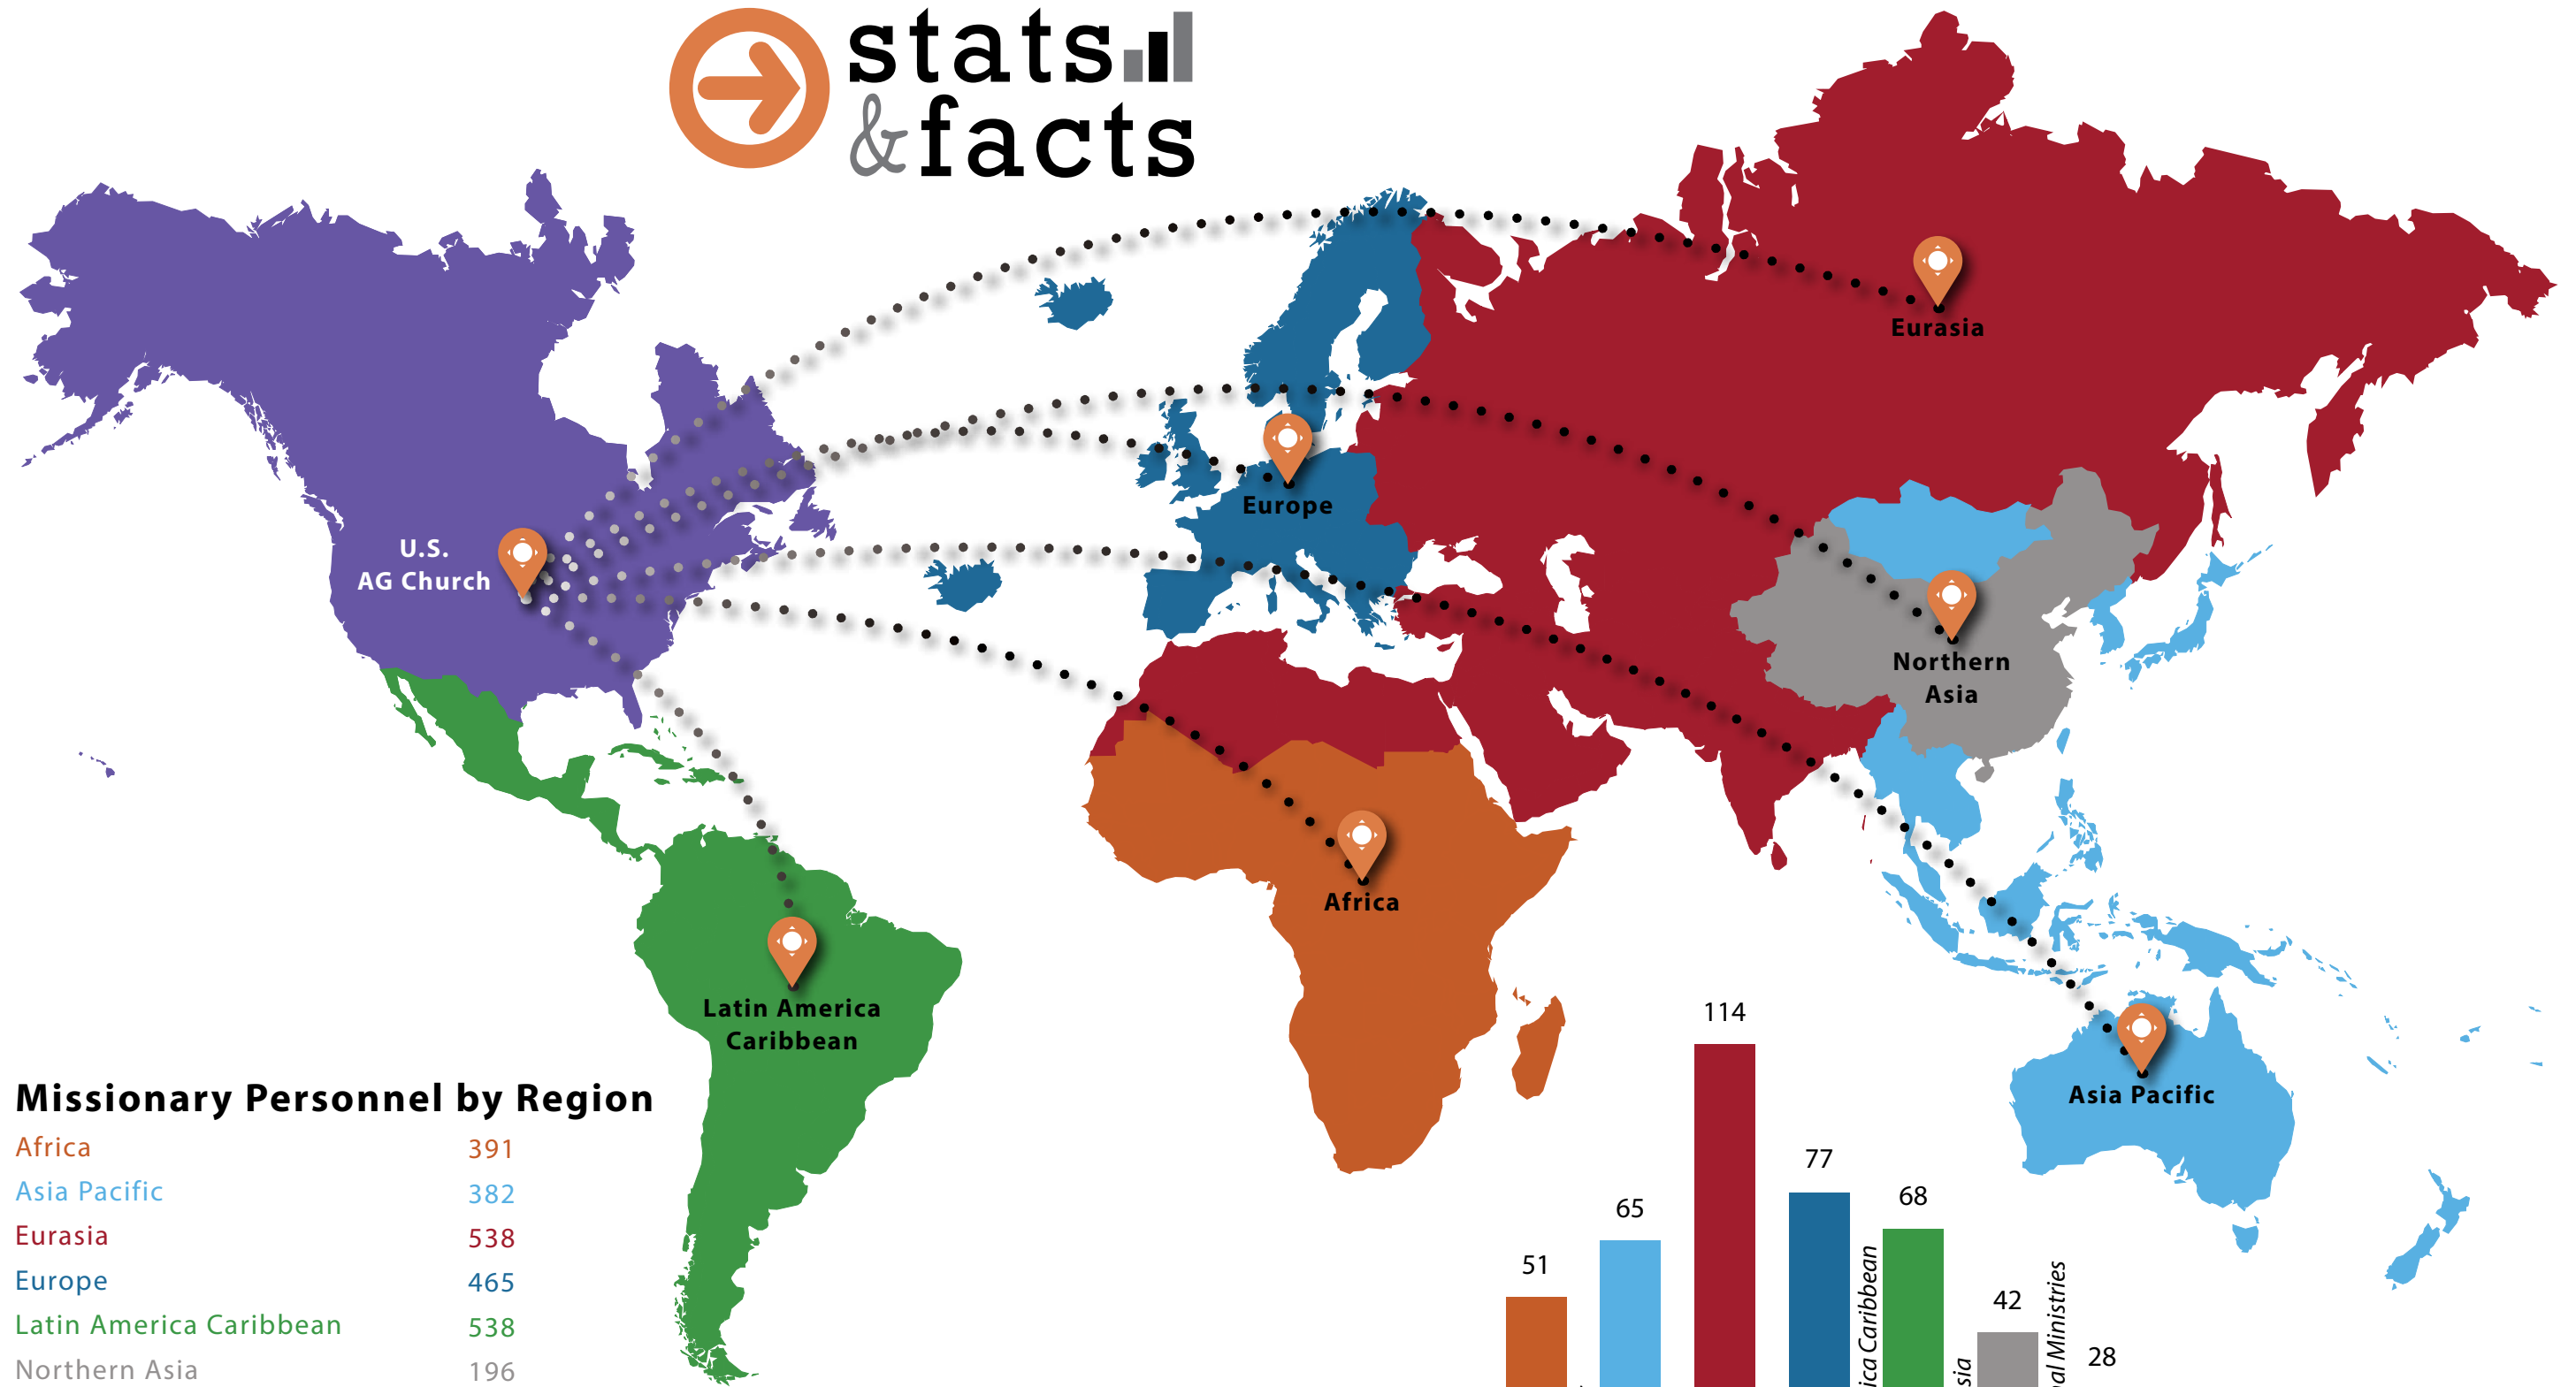 stats
&facts
Eurasia
Europe
U.S.
AG Church
Northern
Asia
Africa
Latin America
Caribbean
Asia Pacific
Missionary Personnel by Region
Africa 391
Asia Pacific 382
Eurasia 538
Europe 465
Latin America Caribbean 538
Northern Asia 196
114
77
68
65
51
42
28
Caribbean
Ministries